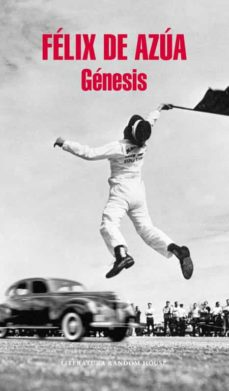 FÉLIX DE AZÚA
Génesis
LITERATURA RANDOM HOUSE